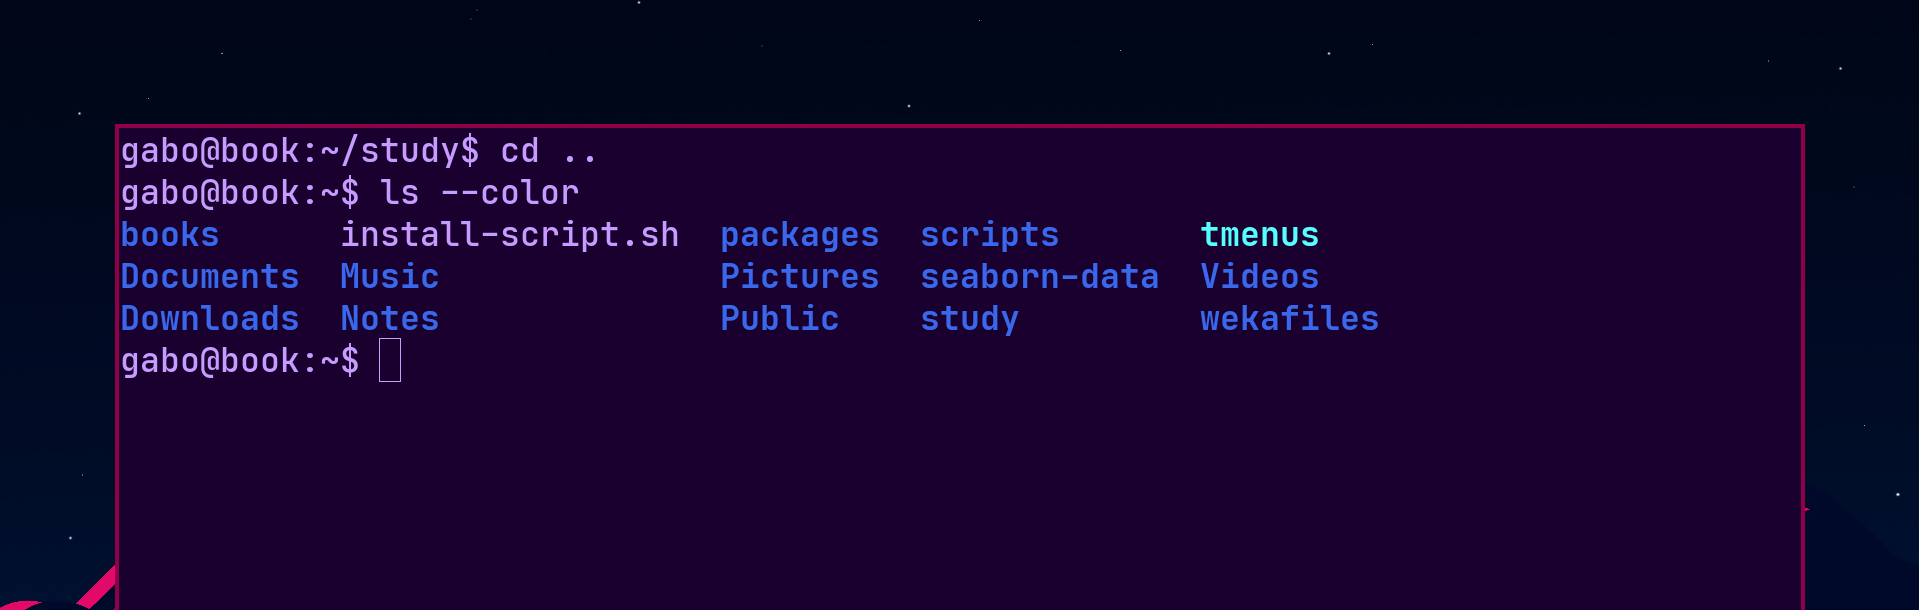 gabo@book:~/study$ cd ..
gabo@book:~$ ls --color
books      install-script.sh  packages  scripts       tmenus
Documents  Music              Pictures  seaborn-data  Videos
Downloads  Notes              Public    study         wekafiles
gabo@book:~$